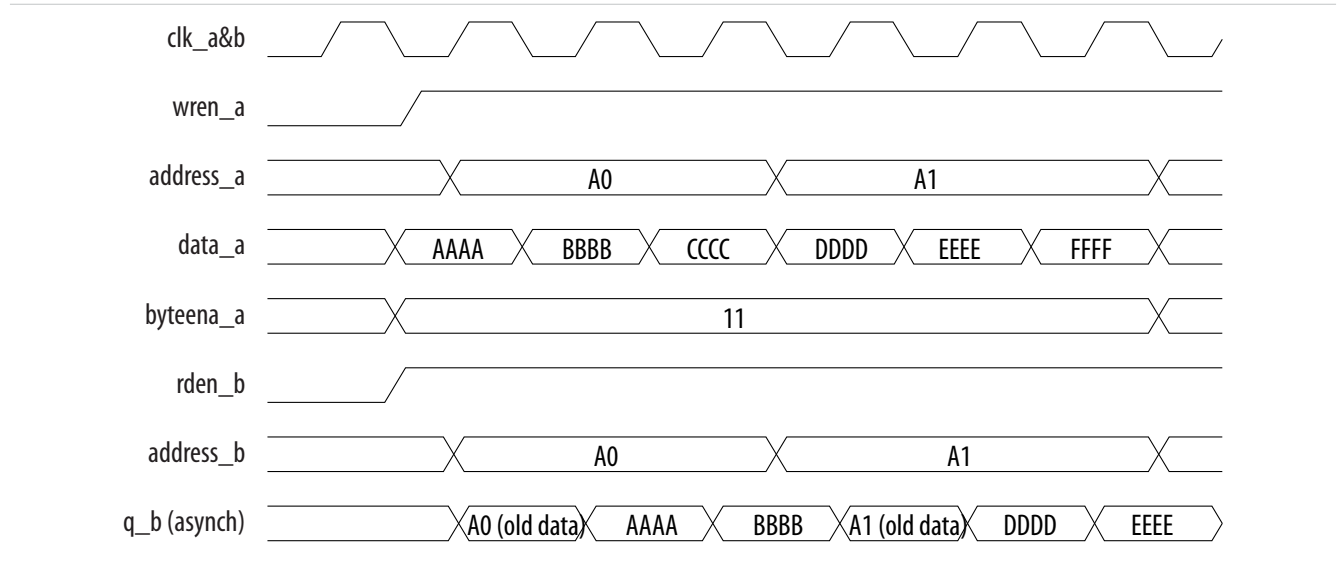 clk_a&b
wren_a
address_a A0 A1
data_a AAAA BBBB CCCC DDDD EEEE FFFF
byteena_a 11
rden_b
address_b A0 A1
q_b (asynch) A0 (old data) AAAA BBBB A1 (old data) DDDD EEEE